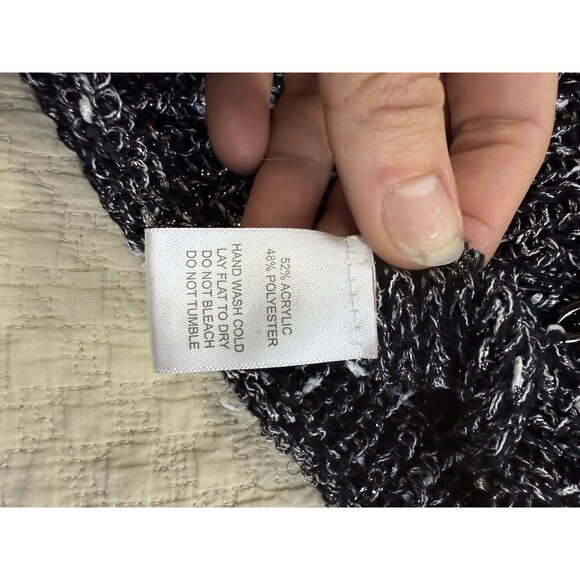 52% ACRYLIC
48% POLYESTER
HAND WASH COLD
LAY FLAT TO DRY
DO NOT BLEACH
DO NOT TUMBLE